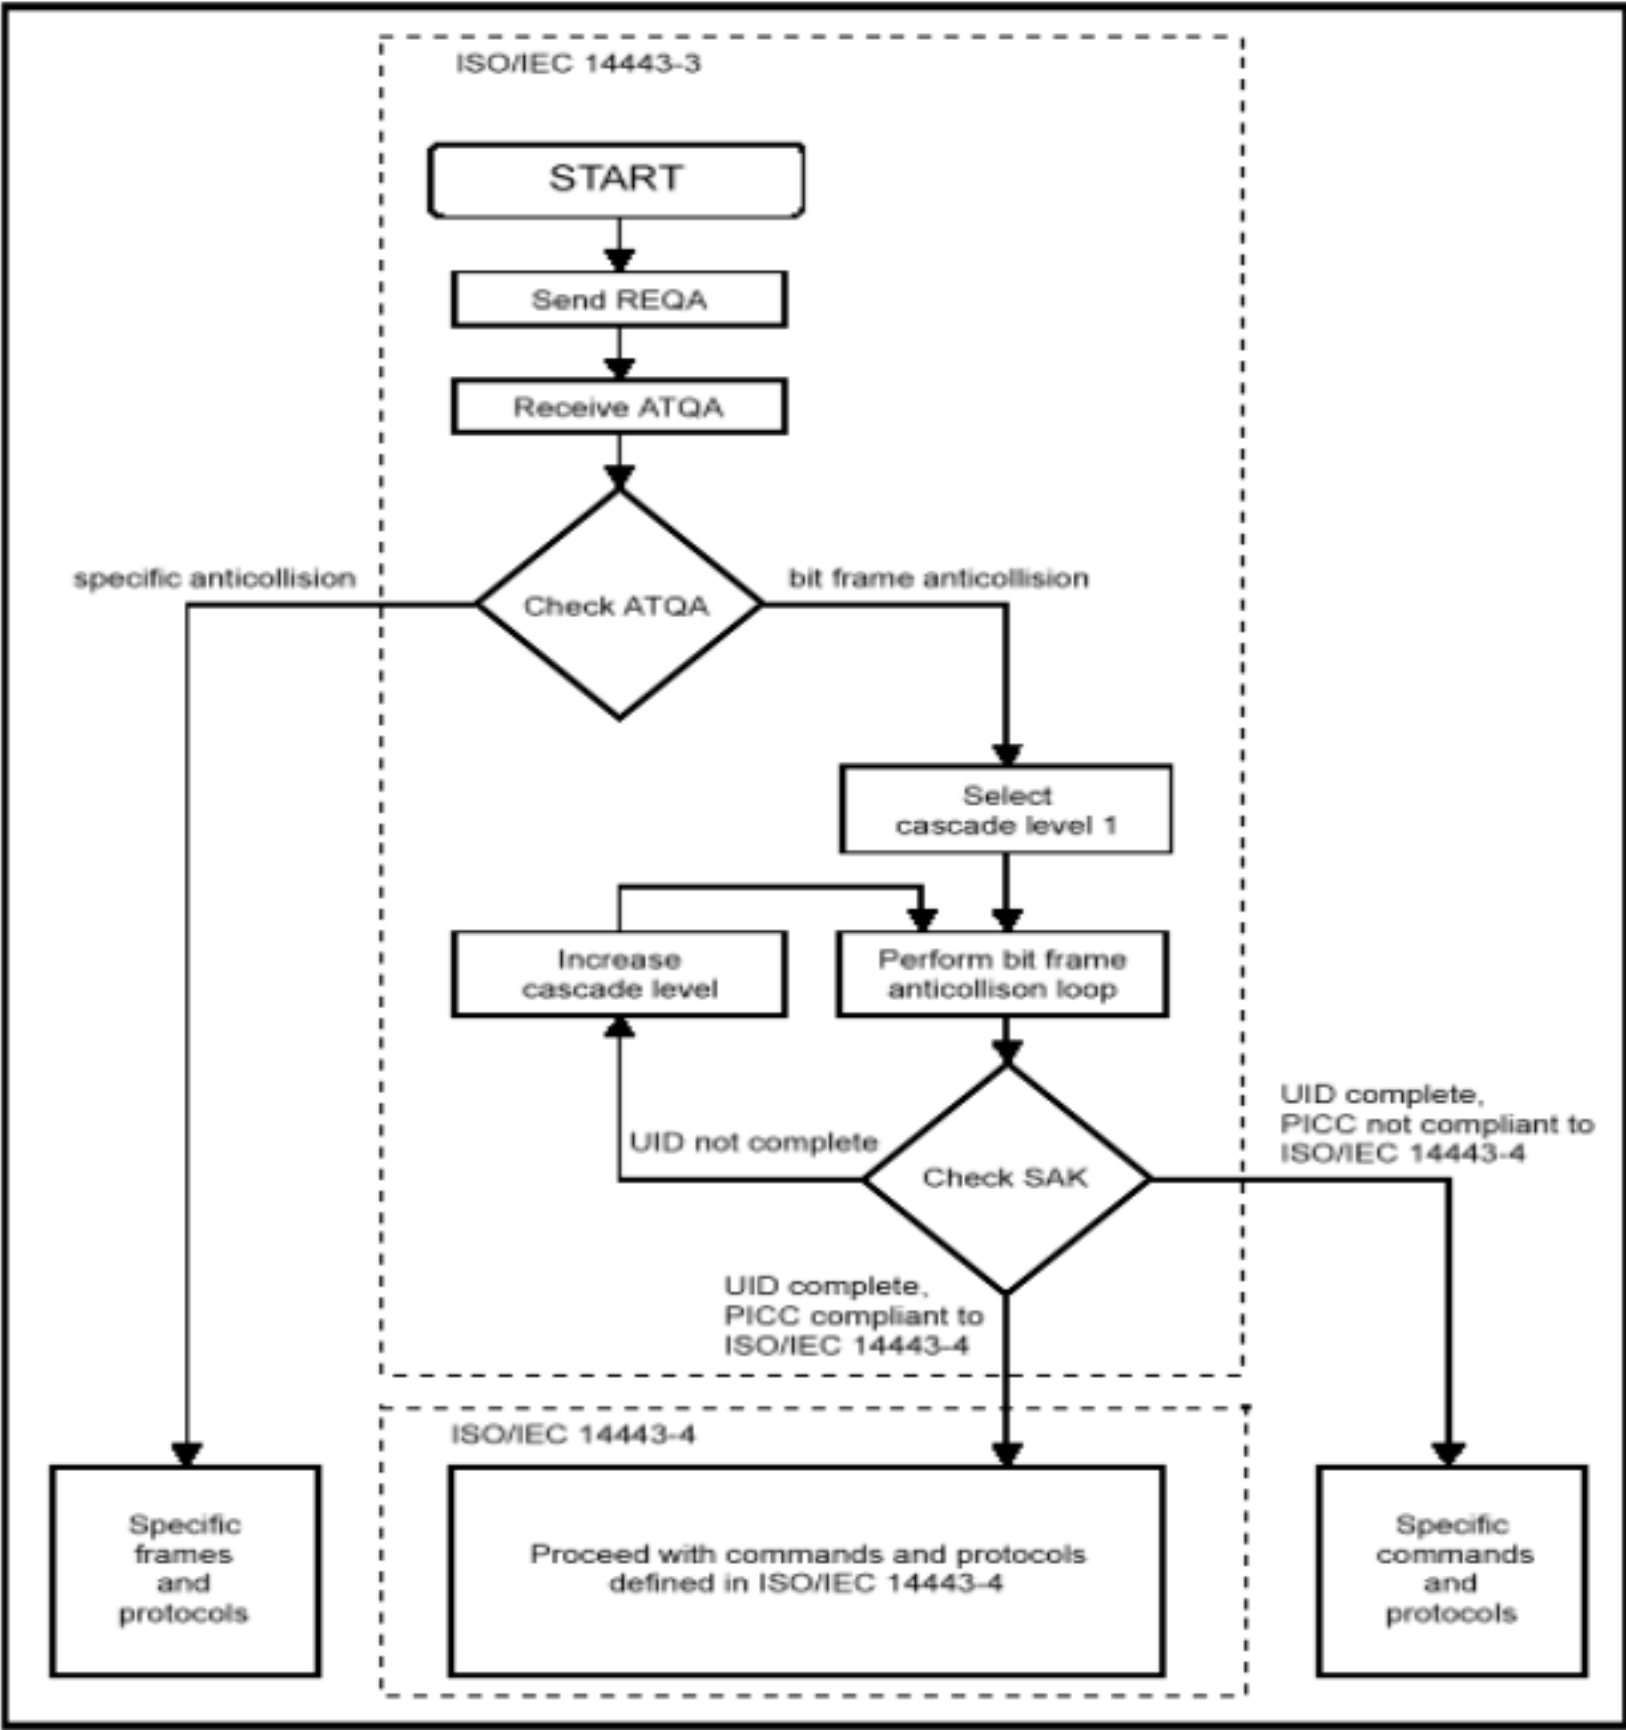 ISO/IEC 14443-3
START
Send REQA
Receive ATQA
specific anticollision
bit frame anticollision
Check ATQA
Select
cascade level 1
Increase
cascade level
Perform bit frame
anticollison loop
UID not complete
Check SAK
UID complete,
PICC not compliant to
ISO/IEC 14443-4
UID complete,
PICC compliant to
ISO/IEC 14443-4
ISO/IEC 14443-4
Specific
frames
and
protocols
Proceed with commands and protocols
defined in ISO/IEC 14443-4
Specific
commands
and
protocols